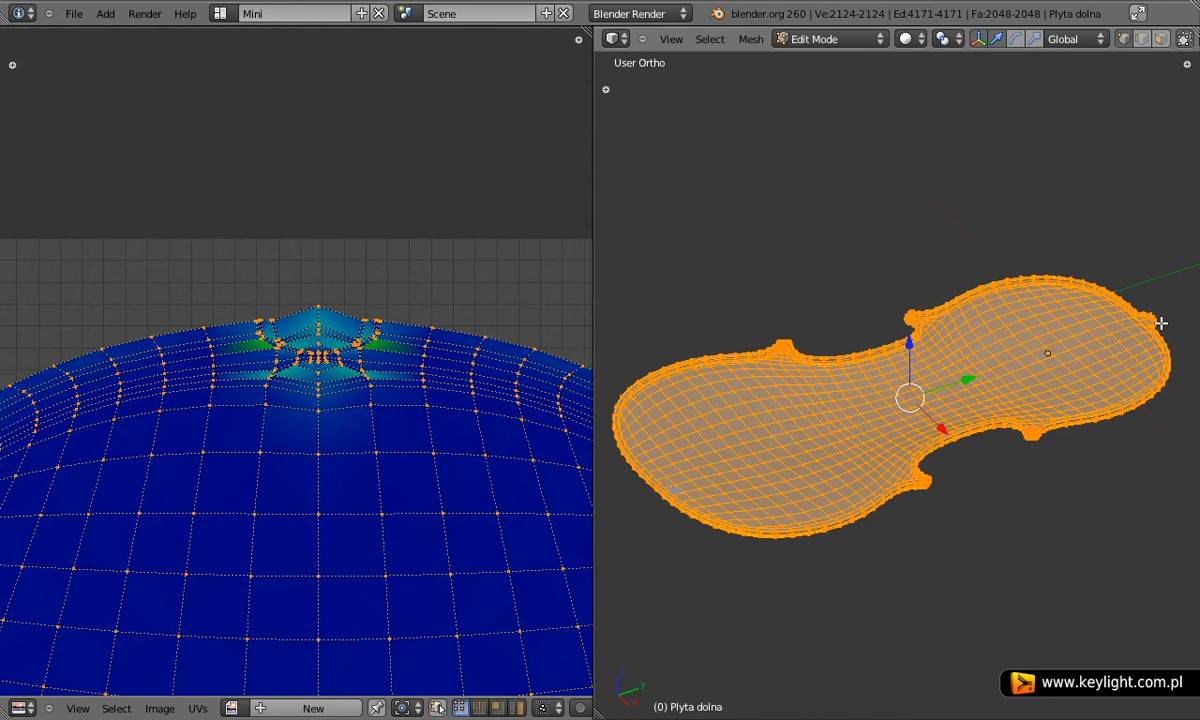 File Add Render Help Mini Scene Blender Render blender.org 260 | Ve:2124-2124 | Ed:4171-4171 | Fa:2048-2048 | Plyta dolna
View Select Mesh Edit Mode Global
User Ortho
www.keylight.com.pl
y
(0) Plyta dolna
View Select Image UVs New